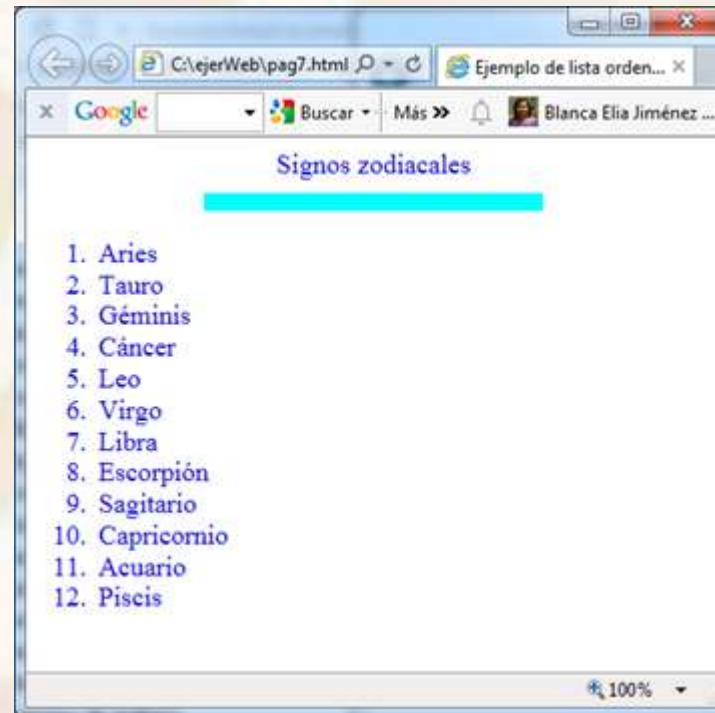 C:\ejerWeb\pag7.html
Ejemplo de lista orden...
Google
Buscar
Más »
Blanca Elia Jiménez ...
Signos zodiacales
1. Aries
2. Tauro
3. Géminis
4. Cáncer
5. Leo
6. Virgo
7. Libra
8. Escorpión
9. Sagitario
10. Capricornio
11. Acuario
12. Piscis
100%